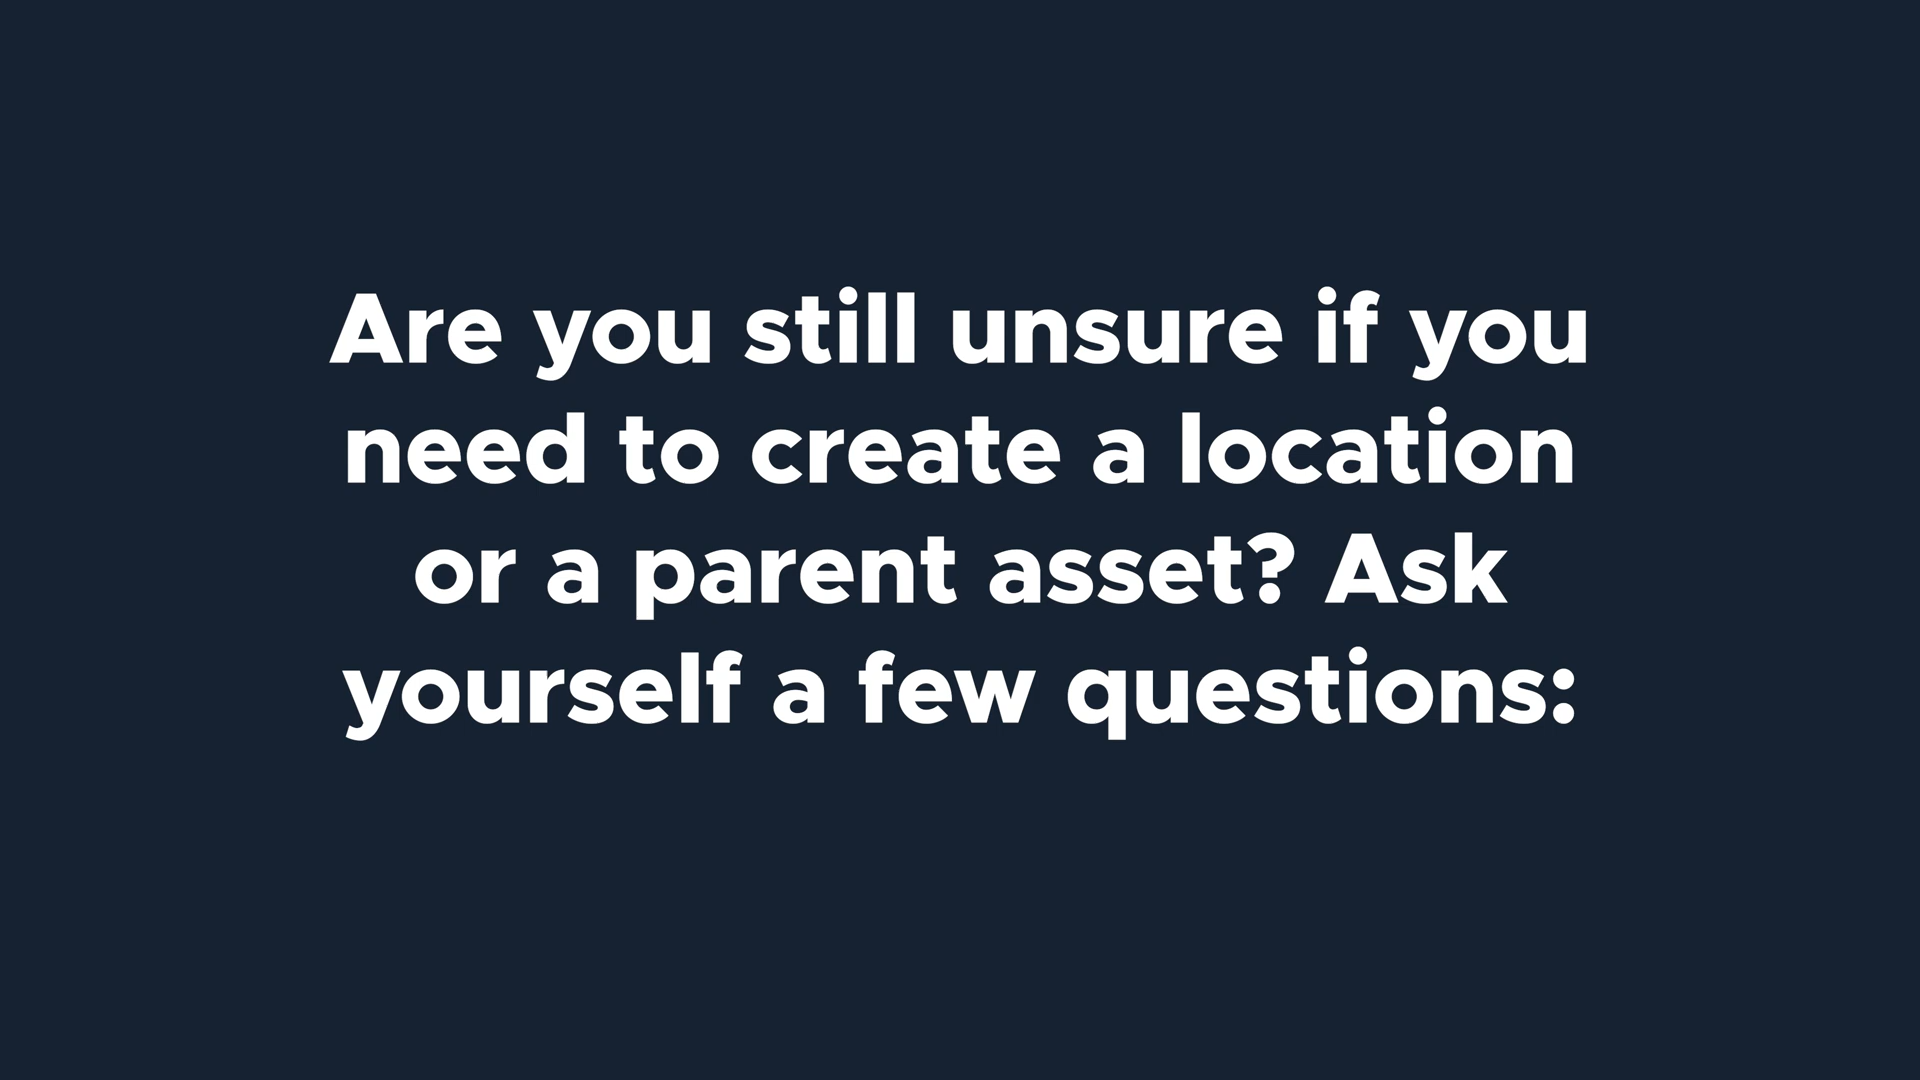 Are you still unsure if you
need to create a location
or a parent asset? Ask
yourself a few questions: